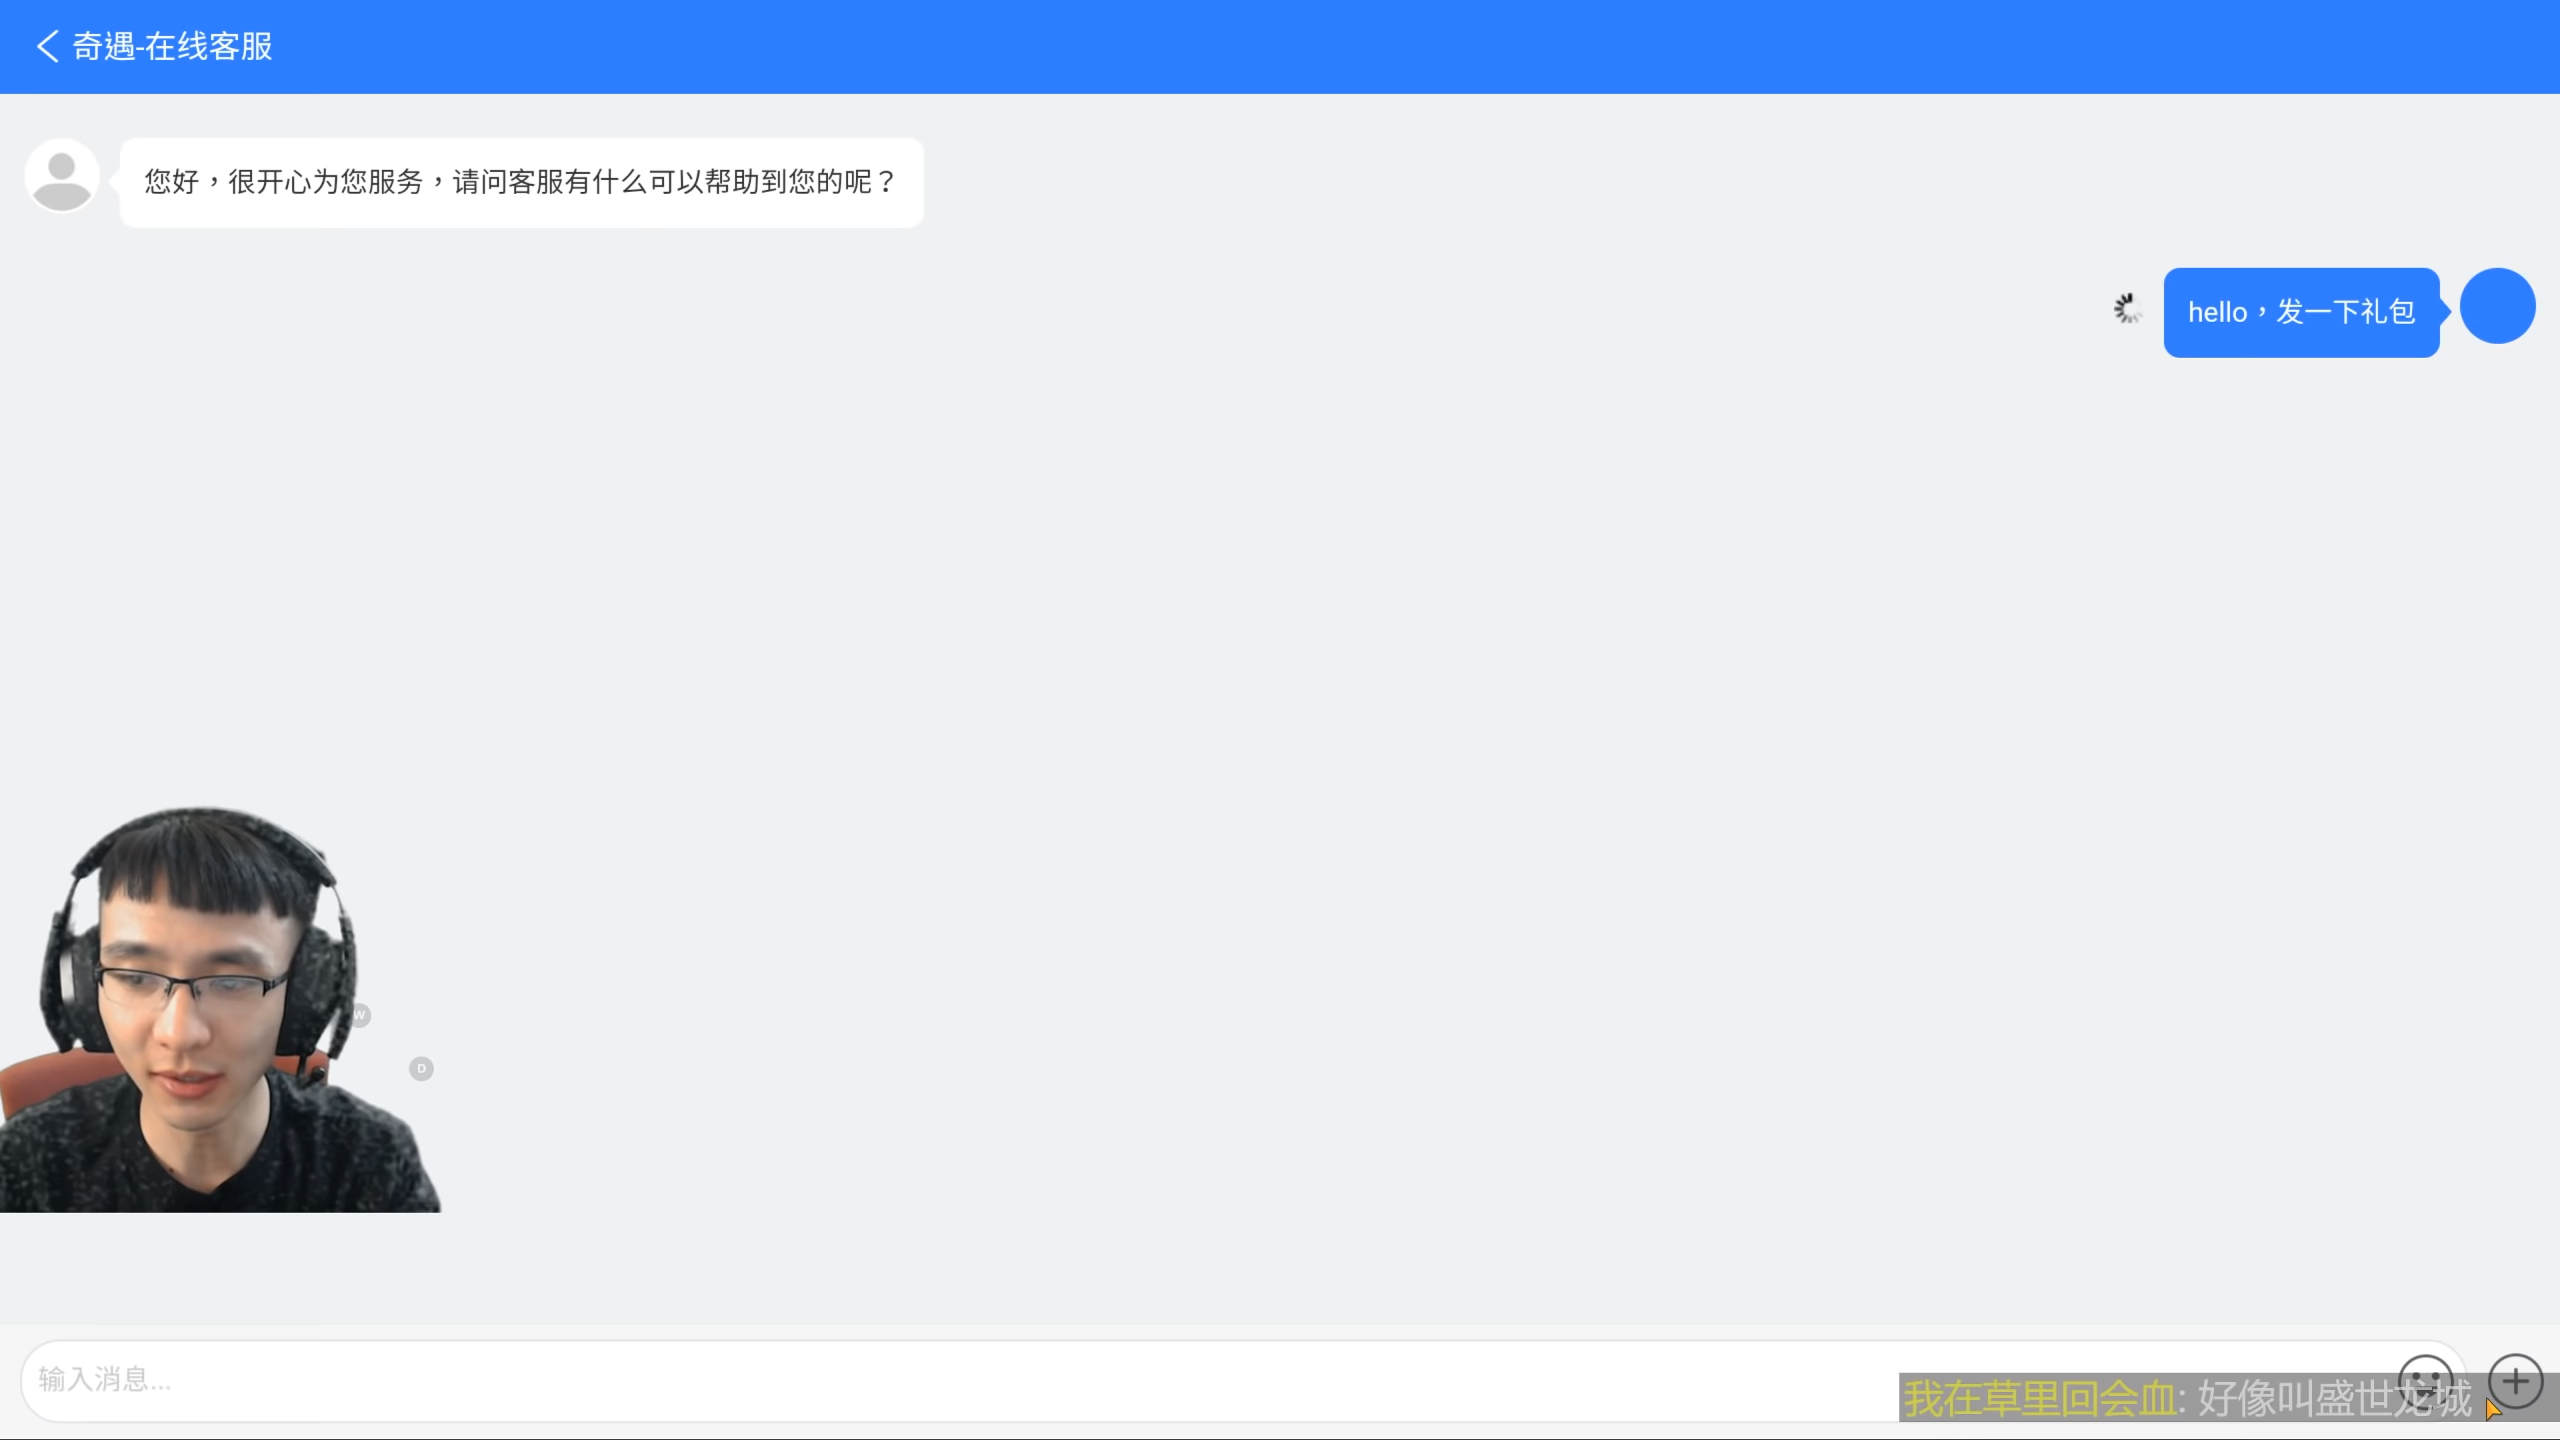 奇遇-在线客服
您好，很开心为您服务，请问客服有什么可以帮助到您的呢？
hello，发一下礼包
W
D
输入消息...
我在草里回会血: 好像叫盛世龙城